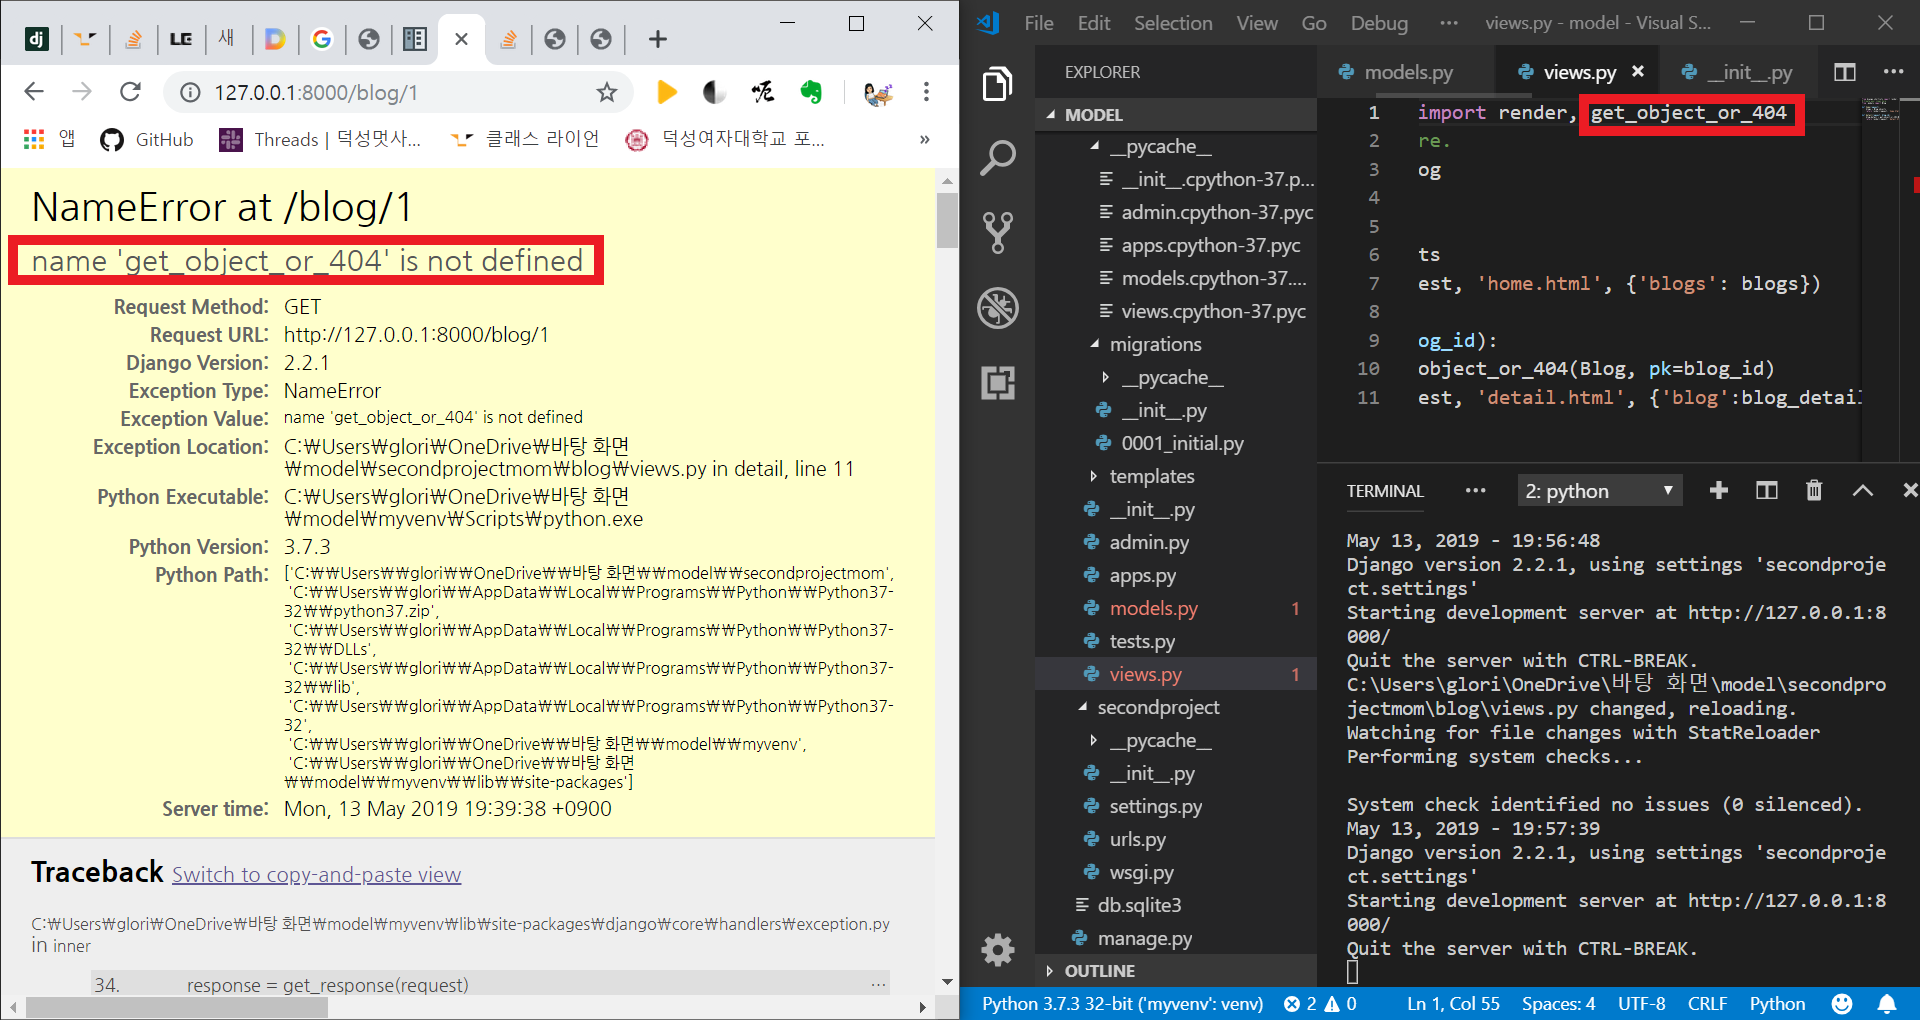 새
127.0.0.1:8000/blog/1
앱
GitHub
Threads | 덕성멋사...
클래스 라이언
덕성여자대학교 포...
»
NameError at /blog/1
name 'get_object_or_404' is not defined
Request Method: GET
Request URL: http://127.0.0.1:8000/blog/1
Django Version: 2.2.1
Exception Type: NameError
Exception Value: name 'get_object_or_404' is not defined
Exception Location: C:₩Users₩glori₩OneDrive₩바탕 화면
₩model₩secondprojectmom₩blog₩views.py in detail, line 11
Python Executable: C:₩Users₩glori₩OneDrive₩바탕 화면
₩model₩myvenv₩Scripts₩python.exe
Python Version: 3.7.3
Python Path: ['C:₩₩Users₩₩glori₩₩OneDrive₩₩바탕 화면₩₩model₩₩secondprojectmom',
'C:₩₩Users₩₩glori₩₩AppData₩₩Local₩₩Programs₩₩Python₩₩Python37-
32₩₩python37.zip',
'C:₩₩Users₩₩glori₩₩AppData₩₩Local₩₩Programs₩₩Python₩₩Python37-
32₩₩DLLs',
'C:₩₩Users₩₩glori₩₩AppData₩₩Local₩₩Programs₩₩Python₩₩Python37-
32₩₩lib',
'C:₩₩Users₩₩glori₩₩AppData₩₩Local₩₩Programs₩₩Python₩₩Python37-
32',
'C:₩₩Users₩₩glori₩₩OneDrive₩₩바탕 화면₩₩model₩₩myvenv',
'C:₩₩Users₩₩glori₩₩OneDrive₩₩바탕 화면
₩₩model₩₩myvenv₩₩lib₩₩site-packages']
Server time: Mon, 13 May 2019 19:39:38 +0900
Traceback Switch to copy-and-paste view
C:₩Users₩glori₩OneDrive₩바탕 화면₩model₩myvenv₩lib₩site-packages₩django₩core₩handlers₩exception.py
in inner
34. response = get_response(request) ...
File Edit Selection View Go Debug ... views.py - model - Visual S...
EXPLORER
MODEL
__pycache__
__init__.cpython-37.p...
admin.cpython-37.pyc
apps.cpython-37.pyc
models.cpython-37....
views.cpython-37.pyc
migrations
__pycache__
__init__.py
0001_initial.py
templates
__init__.py
admin.py
apps.py
models.py 1
tests.py
views.py 1
secondproject
__pycache__
__init__.py
settings.py
urls.py
wsgi.py
db.sqlite3
manage.py
OUTLINE
models.py views.py __init__.py ...
1 import render, get_object_or_404
2 re.
3 og
4
5
6 ts
7 est, 'home.html', {'blogs': blogs})
8
9 og_id):
10 object_or_404(Blog, pk=blog_id)
11 est, 'detail.html', {'blog':blog_detail
TERMINAL ... 2: python
May 13, 2019 - 19:56:48
Django version 2.2.1, using settings 'secondproje
ct.settings'
Starting development server at http://127.0.0.1:8
000/
Quit the server with CTRL-BREAK.
C:\Users\glori\OneDrive\바탕 화면\model\secondpro
jectmom\blog\views.py changed, reloading.
Watching for file changes with StatReloader
Performing system checks...
System check identified no issues (0 silenced).
May 13, 2019 - 19:57:39
Django version 2.2.1, using settings 'secondproje
ct.settings'
Starting development server at http://127.0.0.1:8
000/
Quit the server with CTRL-BREAK.
Python 3.7.3 32-bit ('myvenv': venv) 2 0 Ln 1, Col 55 Spaces: 4 UTF-8 CRLF Python